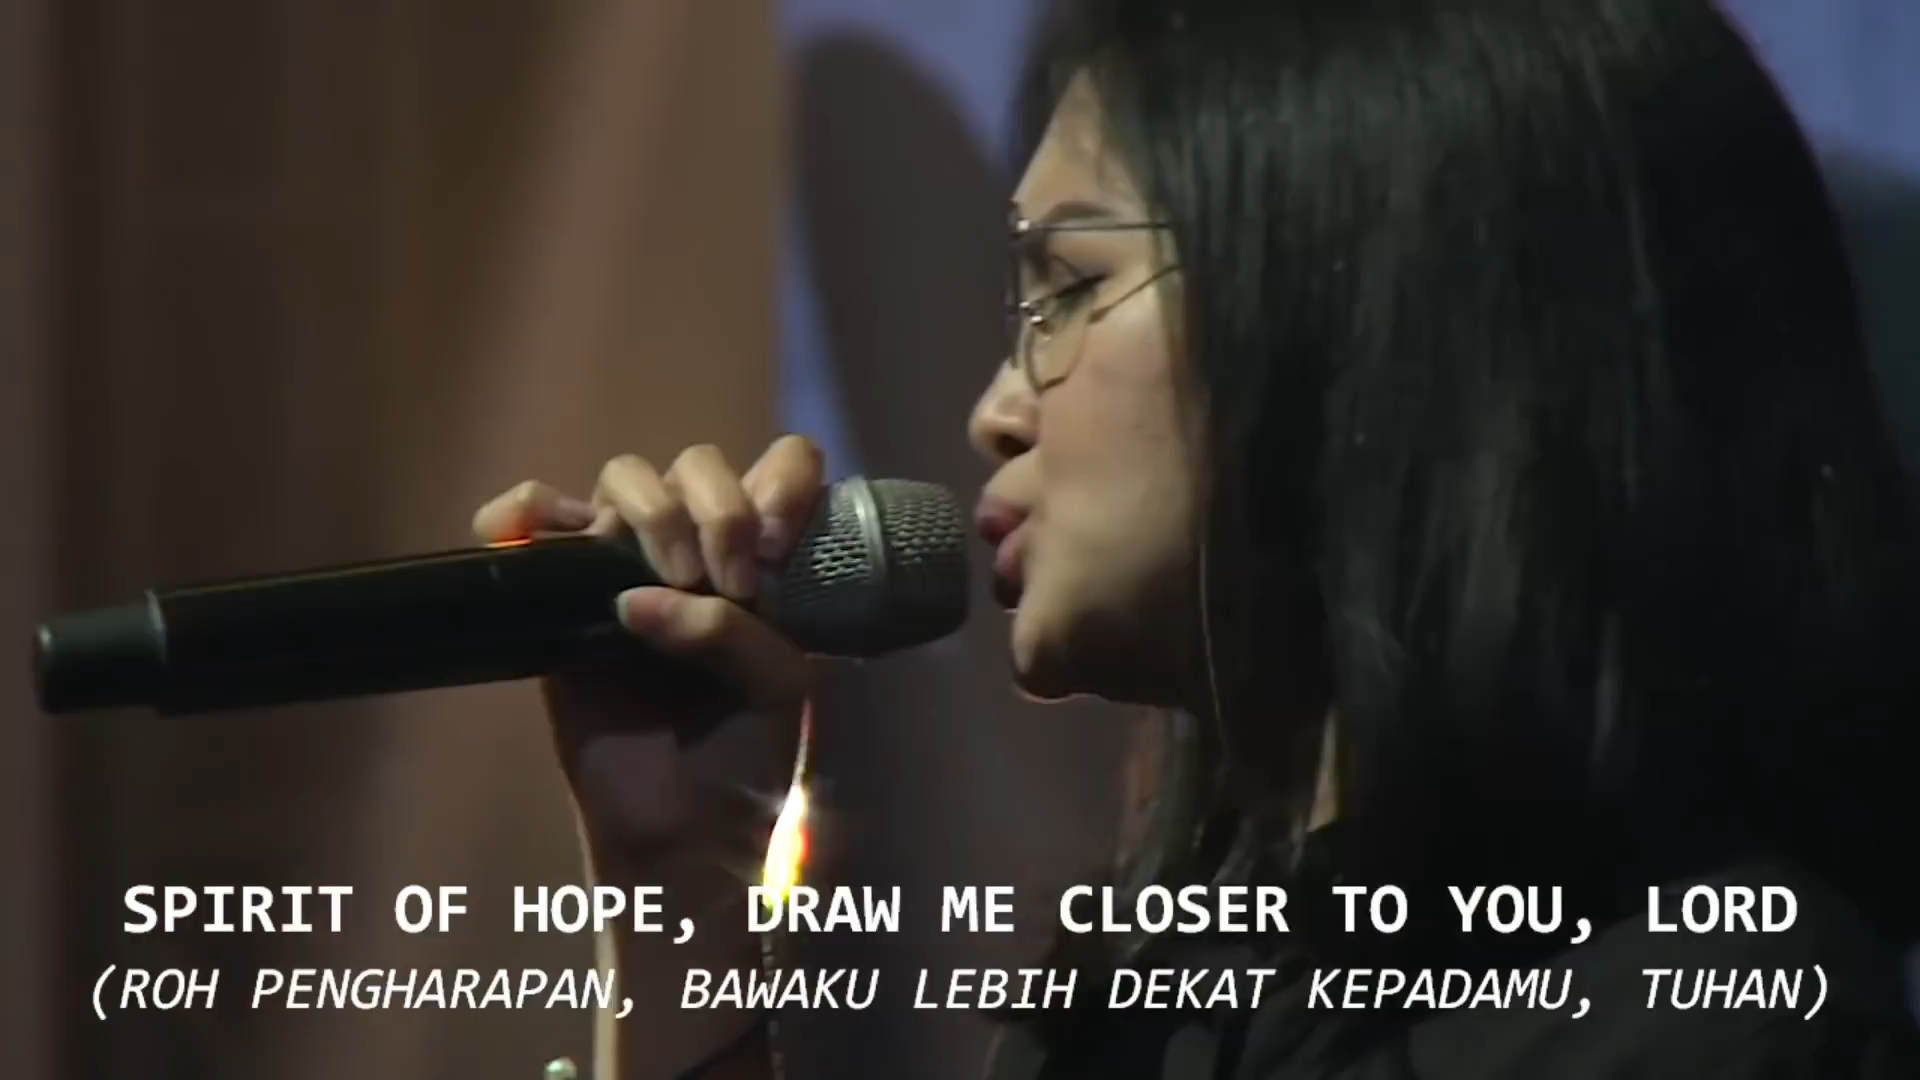 SPIRIT OF HOPE, DRAW ME CLOSER TO YOU, LORD
(ROH PENGHARAPAN, BAWAKU LEBIH DEKAT KEPADAMU, TUHAN)